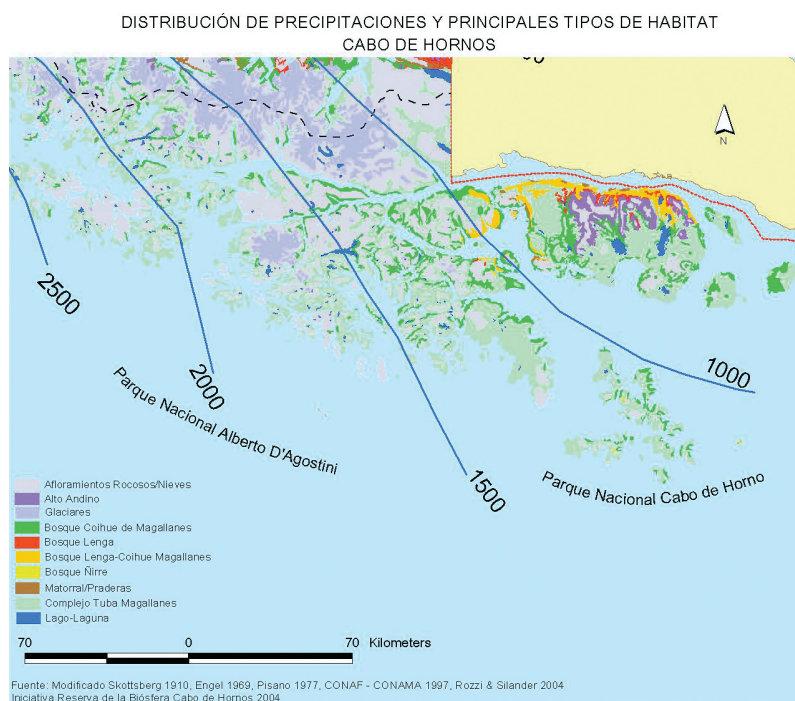 DISTRIBUCIÓN DE PRECIPITACIONES Y PRINCIPALES TIPOS DE HABITAT
CABO DE HORNOS
N
2500
2000
1500
1000
Parque Nacional Alberto D'Agostini
Parque Nacional Cabo de Horno
Afloramientos Rocosos/Nieves
Alto Andino
Glaciares
Bosque Coihue de Magallanes
Bosque Lenga
Bosque Lenga-Coihue Magallanes
Bosque Ñirre
Matorral/Praderas
Complejo Tuba Magallanes
Lago-Laguna
70 0 70 Kilometers
Fuente: Modificado Skottsberg 1910, Engel 1969, Pisano 1977, CONAF - CONAMA 1997, Rozzi & Silander 2004
Iniciativa Reserva de la Biósfera Cabo de Hornos 2004